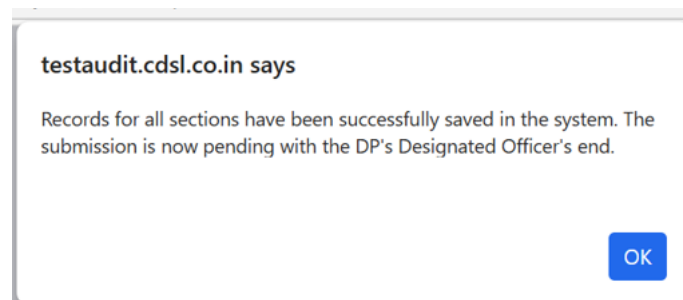 testaudit.cdsl.co.in says
Records for all sections have been successfully saved in the system. The
submission is now pending with the DP's Designated Officer's end.
OK